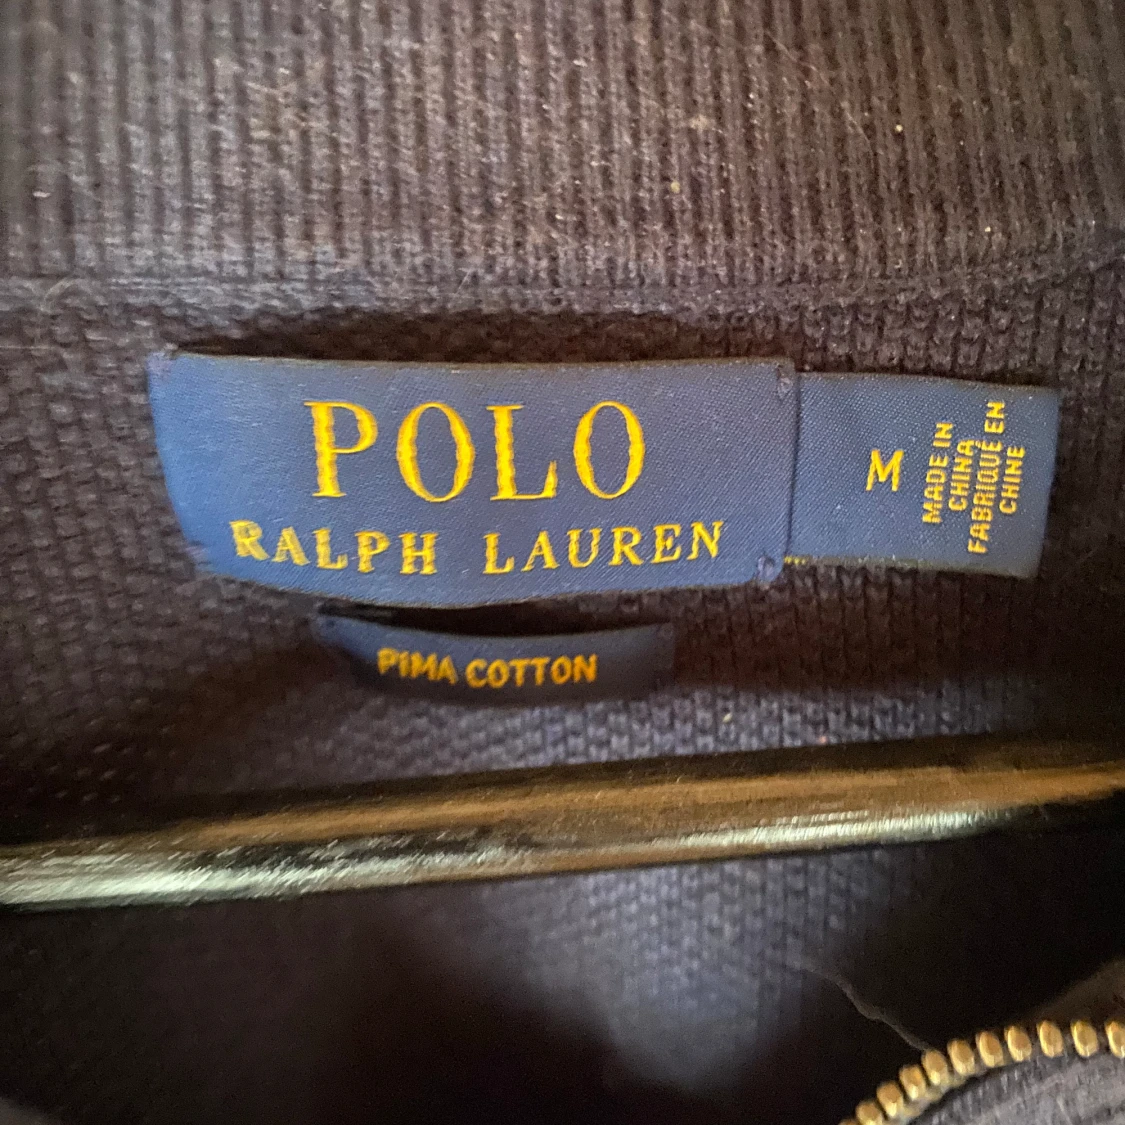 POLO
RALPH LAUREN
M
MADE IN
CHINA
FABRIQUÉ EN
CHINE
PIMA COTTON